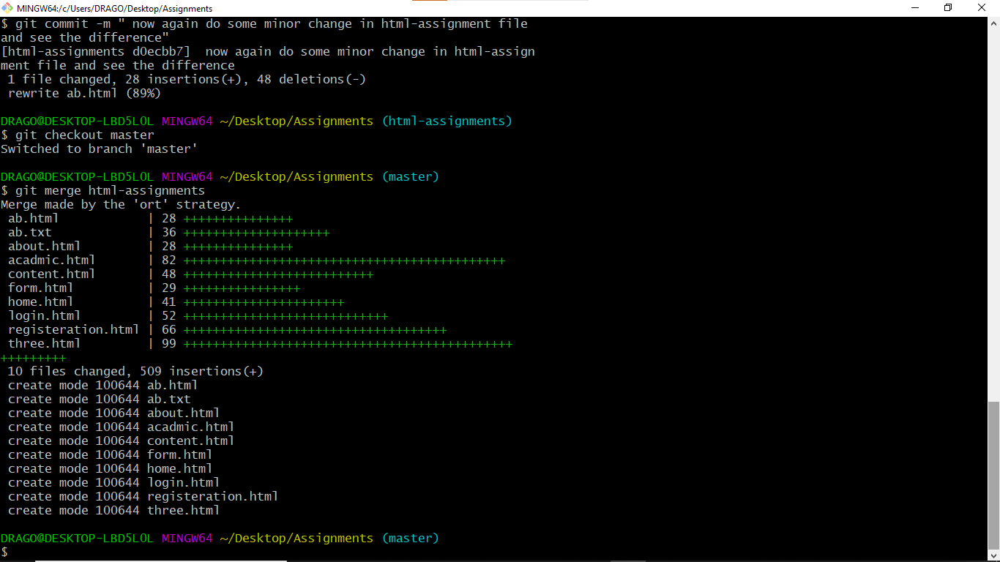 MINGW64:/c/Users/DRAGO/Desktop/Assignments
$ git commit -m " now again do some minor change in html-assignment file
and see the difference"
[html-assignments d0ecbb7]  now again do some minor change in html-assign
ment file and see the difference
 1 file changed, 28 insertions(+), 48 deletions(-)
 rewrite ab.html (89%)
DRAGO@DESKTOP-LBD5LOL MINGW64 ~/Desktop/Assignments (html-assignments)
$ git checkout master
Switched to branch 'master'
DRAGO@DESKTOP-LBD5LOL MINGW64 ~/Desktop/Assignments (master)
$ git merge html-assignments
Merge made by the 'ort' strategy.
 ab.html            | 28 +++++++++++++++
 ab.txt             | 36 ++++++++++++++++++++
 about.html         | 28 +++++++++++++++
 acadmic.html       | 82 ++++++++++++++++++++++++++++++++++++++++++++
 content.html       | 48 ++++++++++++++++++++++++++
 form.html          | 29 ++++++++++++++++
 home.html          | 41 ++++++++++++++++++++++
 login.html         | 52 ++++++++++++++++++++++++++++
 registeration.html | 66 ++++++++++++++++++++++++++++++++++++
 three.html         | 99 +++++++++++++++++++++++++++++++++++++++++++++
+++++++++
 10 files changed, 509 insertions(+)
 create mode 100644 ab.html
 create mode 100644 ab.txt
 create mode 100644 about.html
 create mode 100644 acadmic.html
 create mode 100644 content.html
 create mode 100644 form.html
 create mode 100644 home.html
 create mode 100644 login.html
 create mode 100644 registeration.html
 create mode 100644 three.html
DRAGO@DESKTOP-LBD5LOL MINGW64 ~/Desktop/Assignments (master)
$